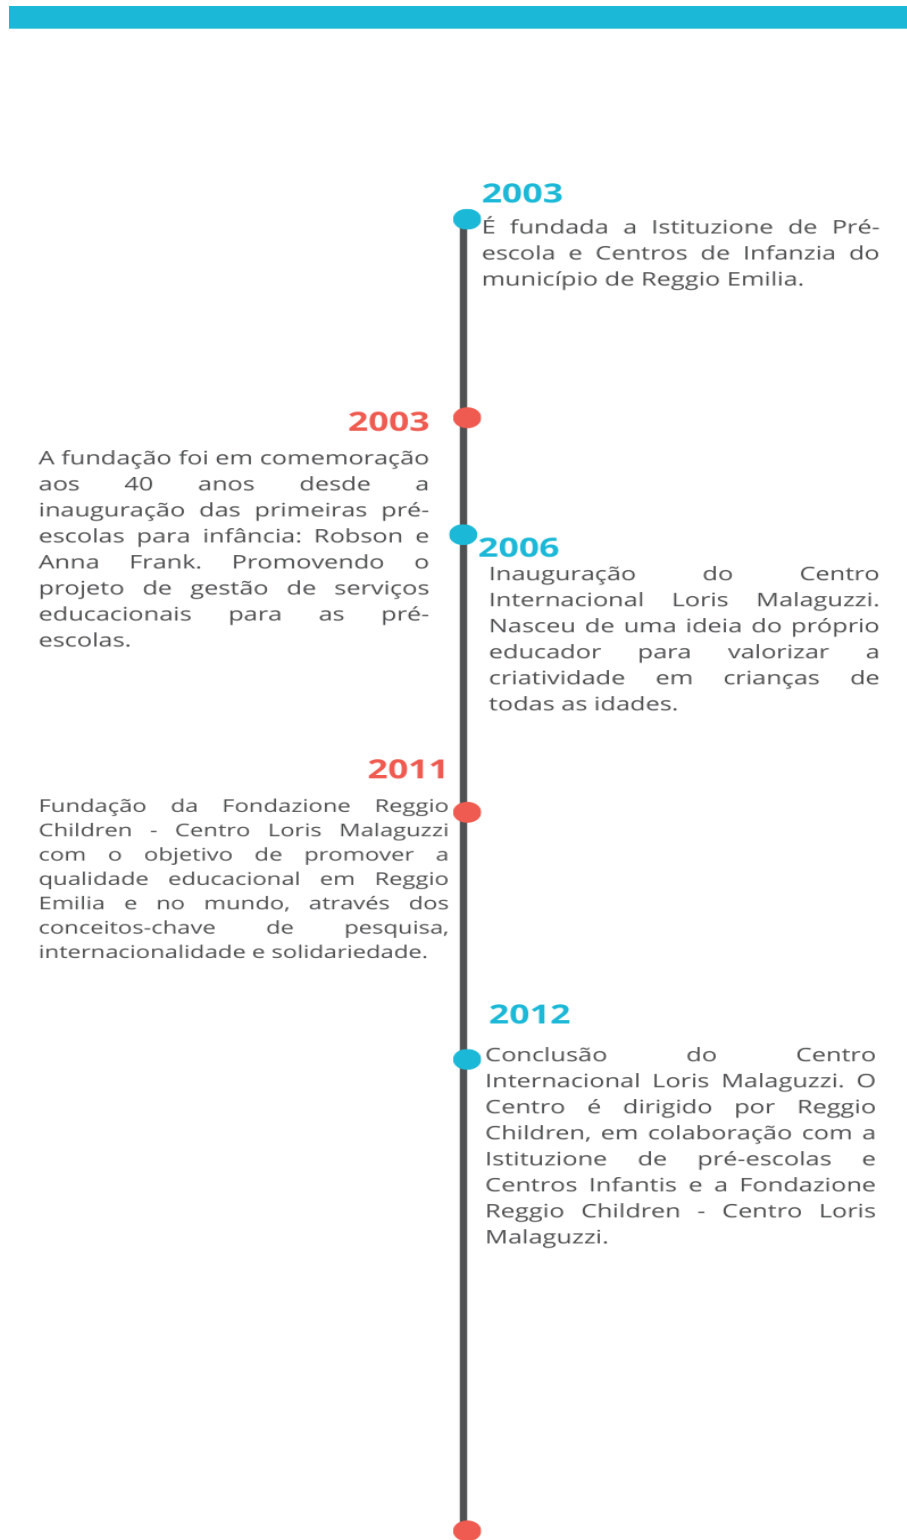 2003
É fundada a Istituzione de Pré-
escola e Centros de Infanzia do
município de Reggio Emilia.
2003
A fundação foi em comemoração
aos 40 anos desde a
inauguração das primeiras pré-
escolas para infância: Robson e
Anna Frank. Promovendo o
projeto de gestão de serviços
educacionais para as pré-
escolas.
2006
Inauguração do Centro
Internacional Loris Malaguzzi.
Nasceu de uma ideia do próprio
educador para valorizar a
criatividade em crianças de
todas as idades.
2011
Fundação da Fondazione Reggio
Children - Centro Loris Malaguzzi
com o objetivo de promover a
qualidade educacional em Reggio
Emilia e no mundo, através dos
conceitos-chave de pesquisa,
internacionalidade e solidariedade.
2012
Conclusão do Centro
Internacional Loris Malaguzzi. O
Centro é dirigido por Reggio
Children, em colaboração com a
Istituzione de pré-escolas e
Centros Infantis e a Fondazione
Reggio Children - Centro Loris
Malaguzzi.